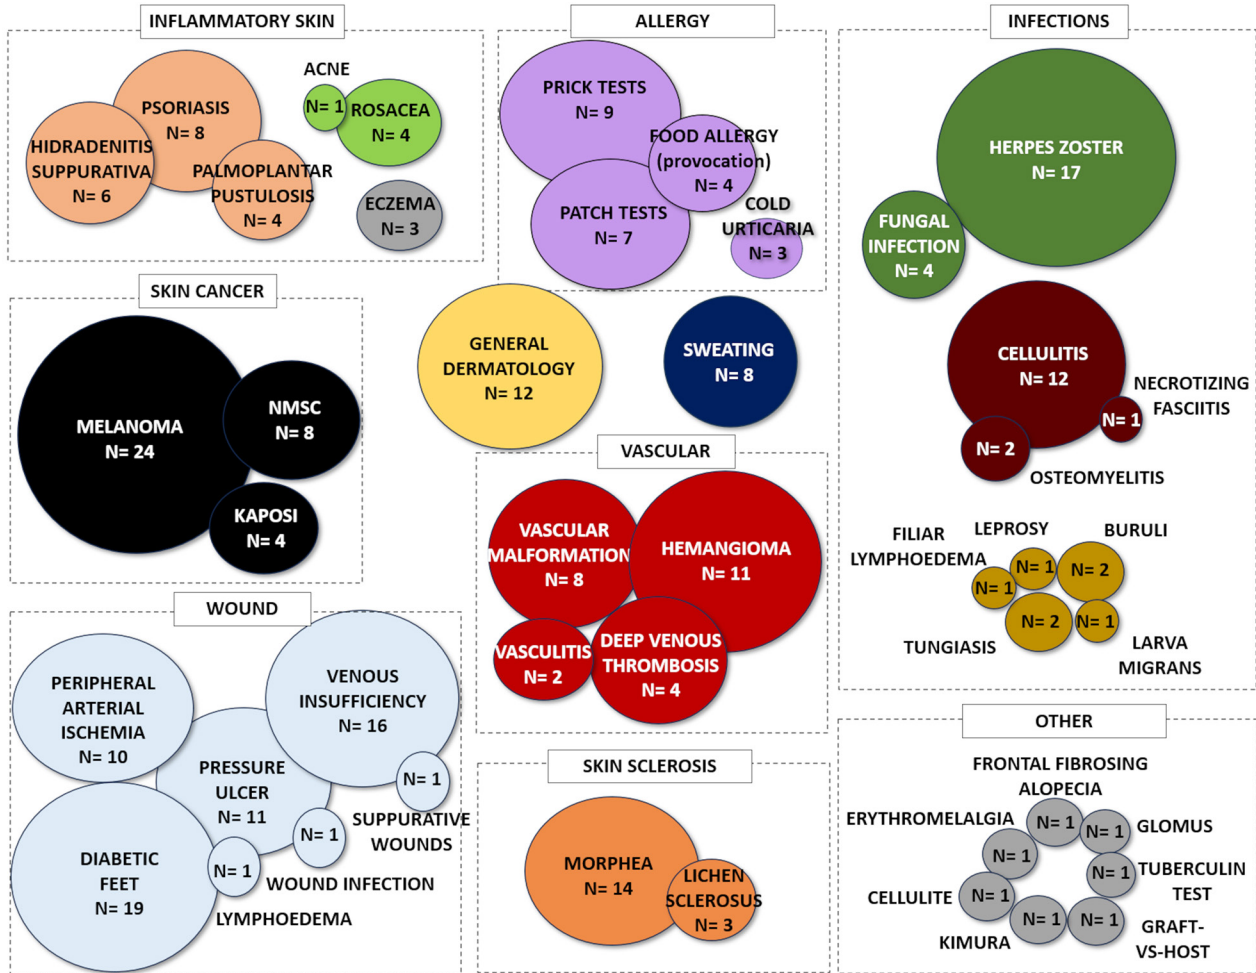 INFLAMMATORY SKIN
PSORIASIS
N= 8
HIDRADENITIS
SUPPURATIVA
N= 6
PALMOPLANTAR
PUSTULOSIS
N= 4
ACNE
N= 1
ROSACEA
N= 4
ECZEMA
N= 3
ALLERGY
PRICK TESTS
N= 9
FOOD ALLERGY
(provocation)
N= 4
PATCH TESTS
N= 7
COLD
URTICARIA
N= 3
INFECTIONS
HERPES ZOSTER
N= 17
FUNGAL
INFECTION
N= 4
CELLULITIS
N= 12
NECROTIZING
FASCIITIS
N= 1
N= 2
OSTEOMYELITIS
FILIAR
LYMPHOEDEMA
N= 1
LEPROSY
N= 1
BURULI
N= 2
N= 2
TUNGIASIS
N= 1
LARVA
MIGRANS
SKIN CANCER
MELANOMA
N= 24
NMSC
N= 8
KAPOSI
N= 4
GENERAL
DERMATOLOGY
N= 12
SWEATING
N= 8
VASCULAR
VASCULAR
MALFORMATION
N= 8
HEMANGIOMA
N= 11
VASCULITIS
N= 2
DEEP VENOUS
THROMBOSIS
N= 4
WOUND
PERIPHERAL
ARTERIAL
ISCHEMIA
N= 10
VENOUS
INSUFFICIENCY
N= 16
PRESSURE
ULCER
N= 11
N= 1
SUPPURATIVE
WOUNDS
N= 1
WOUND INFECTION
N= 1
LYMPHOEDEMA
DIABETIC
FEET
N= 19
SKIN SCLEROSIS
MORPHEA
N= 14
LICHEN
SCLEROSUS
N= 3
OTHER
FRONTAL FIBROSING
ALOPECIA
N= 1
ERYTHROMELALGIA
N= 1
N= 1
GLOMUS
N= 1
TUBERCULIN
TEST
CELLULITE
N= 1
N= 1
KIMURA
N= 1
GRAFT-
VS-HOST